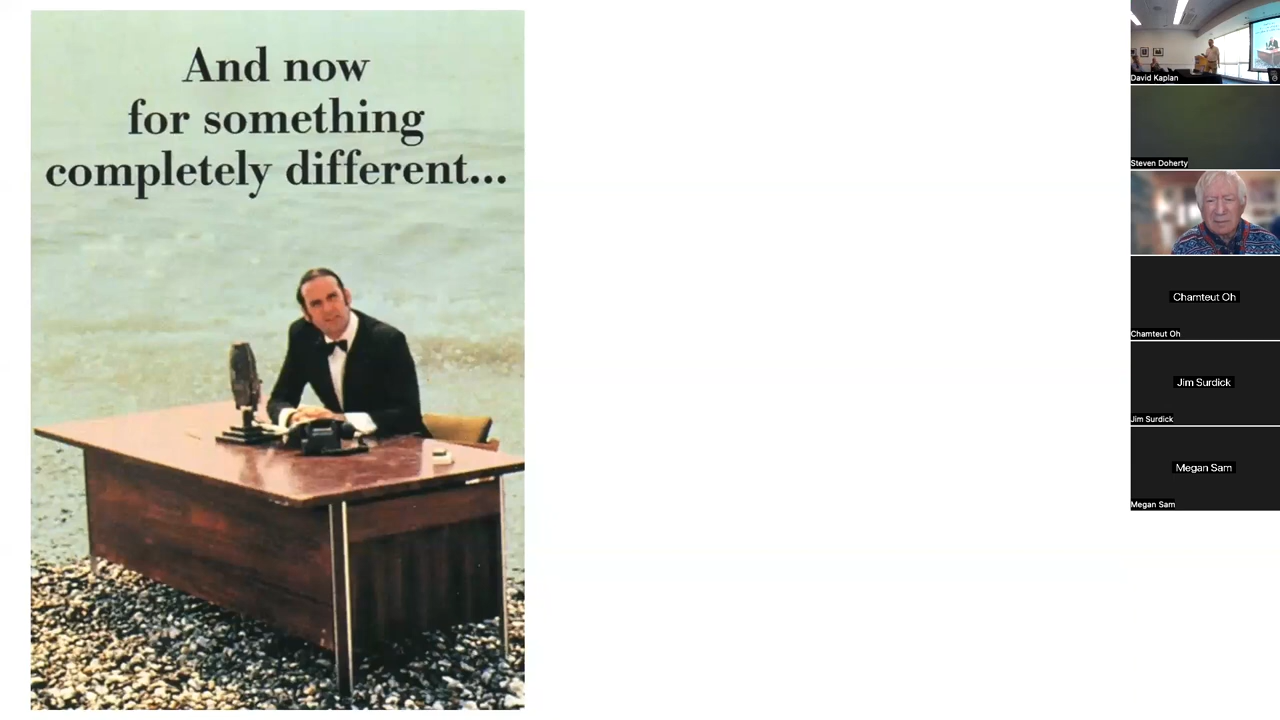 And now
for something
completely different...
David Kaplan
Steven Doherty
Chamteut Oh
Chamteut Oh
Jim Surdick
Jim Surdick
Megan Sam
Megan Sam